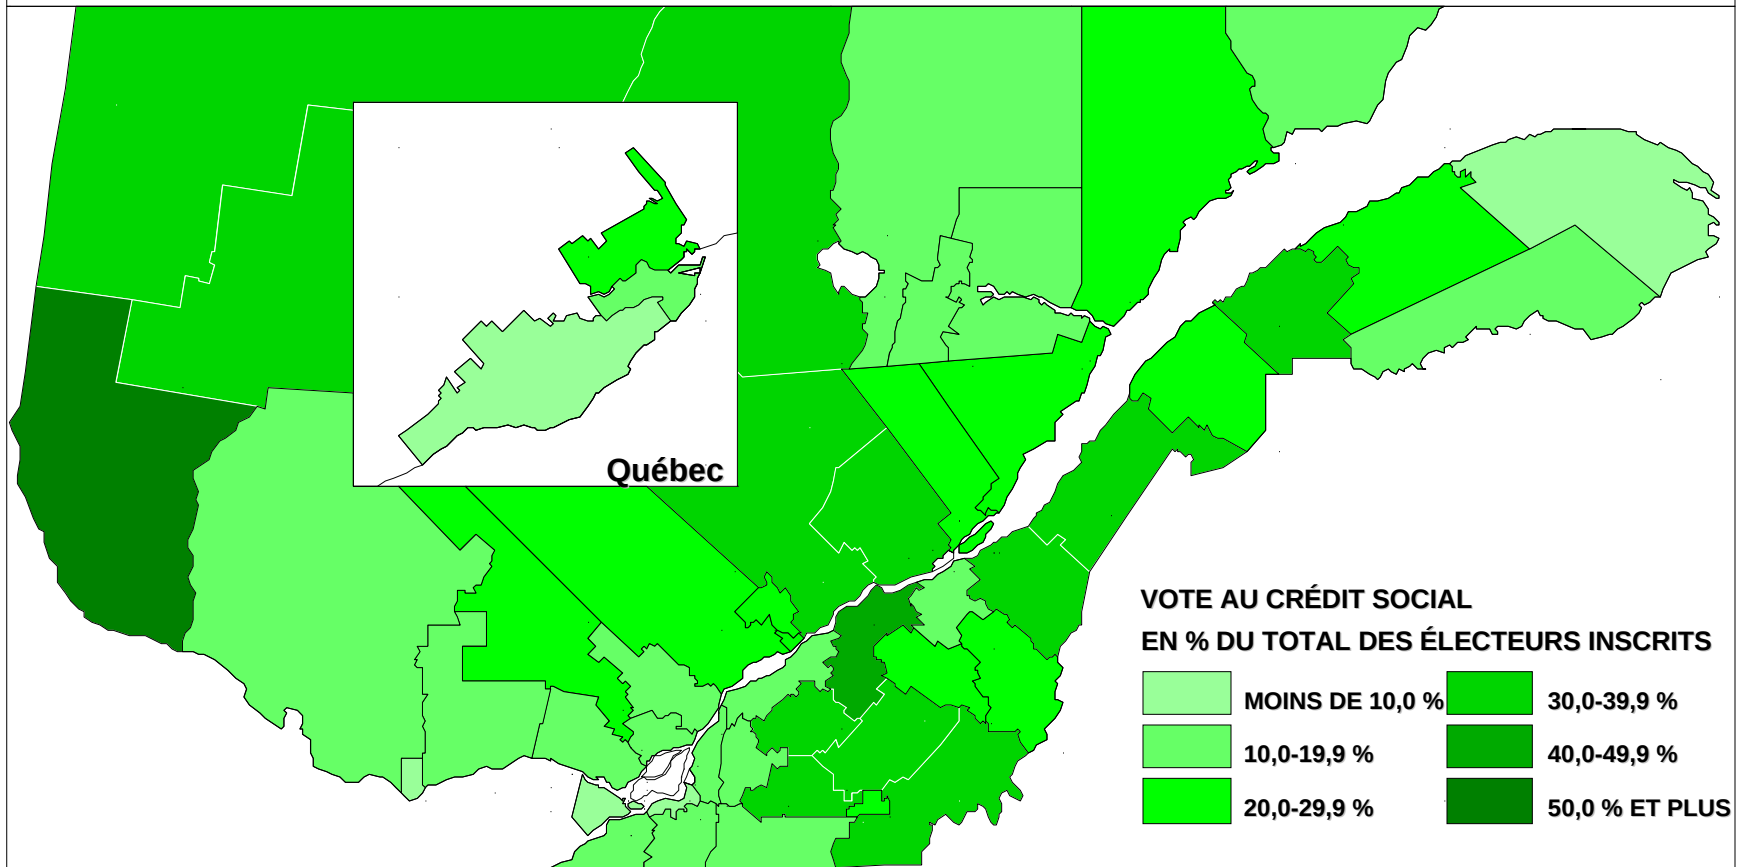 Québec
VOTE AU CRÉDIT SOCIAL
EN % DU TOTAL DES ÉLECTEURS INSCRITS
MOINS DE 10,0 %
10,0-19,9 %
20,0-29,9 %
30,0-39,9 %
40,0-49,9 %
50,0 % ET PLUS